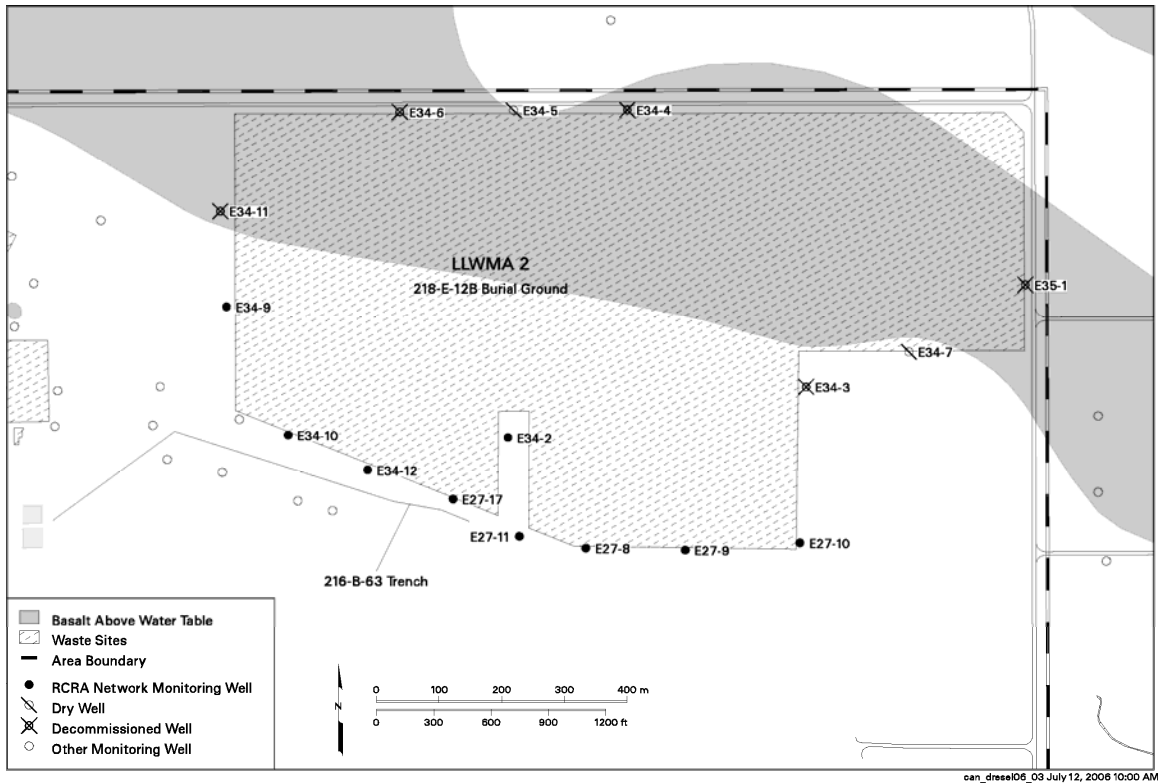 E34-6
E34-5
E34-4
E34-11
LLWMA 2
218-E-12B Burial Ground
E35-1
E34-9
E34-7
E34-3
E34-10
E34-2
E34-12
E27-17
E27-11
E27-8
E27-9
E27-10
216-B-63 Trench
Basalt Above Water Table
Waste Sites
Area Boundary
RCRA Network Monitoring Well
Dry Well
Decommissioned Well
Other Monitoring Well
N
0 100 200 300 400 m
0 300 600 900 1200 ft
can_dresel06_03 July 12, 2006 10:00 AM